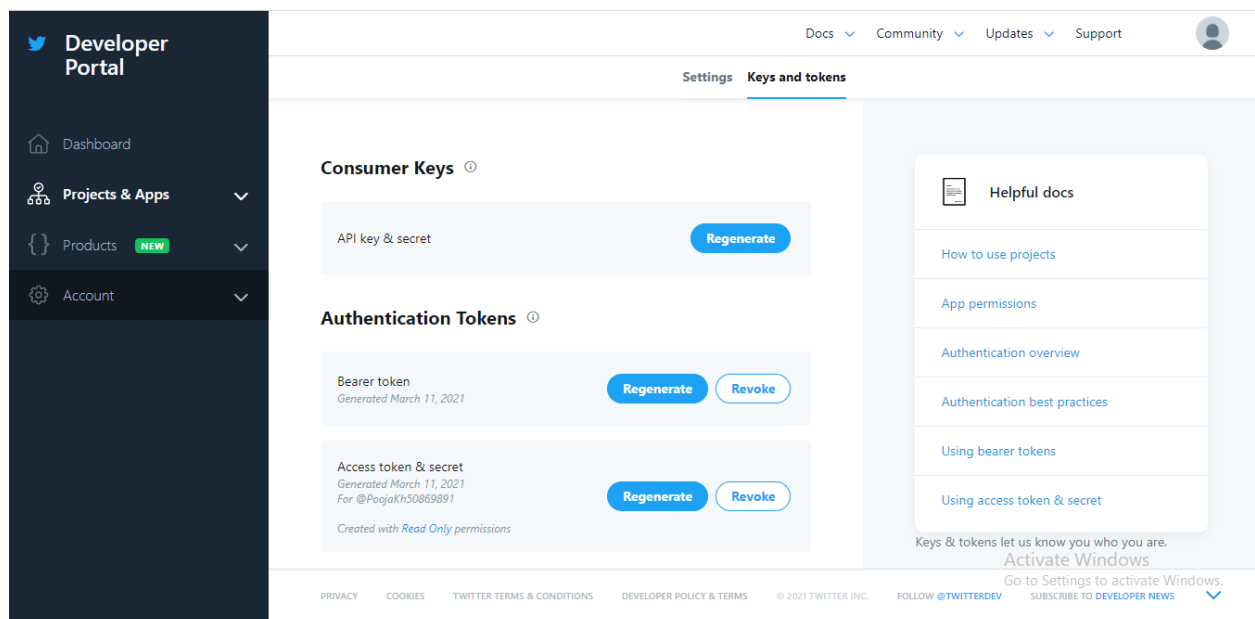 Developer
Portal
Docs
Community
Updates
Support
Settings
Keys and tokens
Dashboard
Projects & Apps
Products NEW
Account
Consumer Keys
API key & secret
Regenerate
Authentication Tokens
Bearer token
Generated March 11, 2021
Regenerate
Revoke
Access token & secret
Generated March 11, 2021
For @PoojaKh50869891
Created with Read Only permissions
Regenerate
Revoke
Helpful docs
How to use projects
App permissions
Authentication overview
Authentication best practices
Using bearer tokens
Using access token & secret
Keys & tokens let us know you who you are.
Activate Windows
Go to Settings to activate Windows.
PRIVACY
COOKIES
TWITTER TERMS & CONDITIONS
DEVELOPER POLICY & TERMS
© 2021 TWITTER INC.
FOLLOW @TWITTERDEV
SUBSCRIBE TO DEVELOPER NEWS